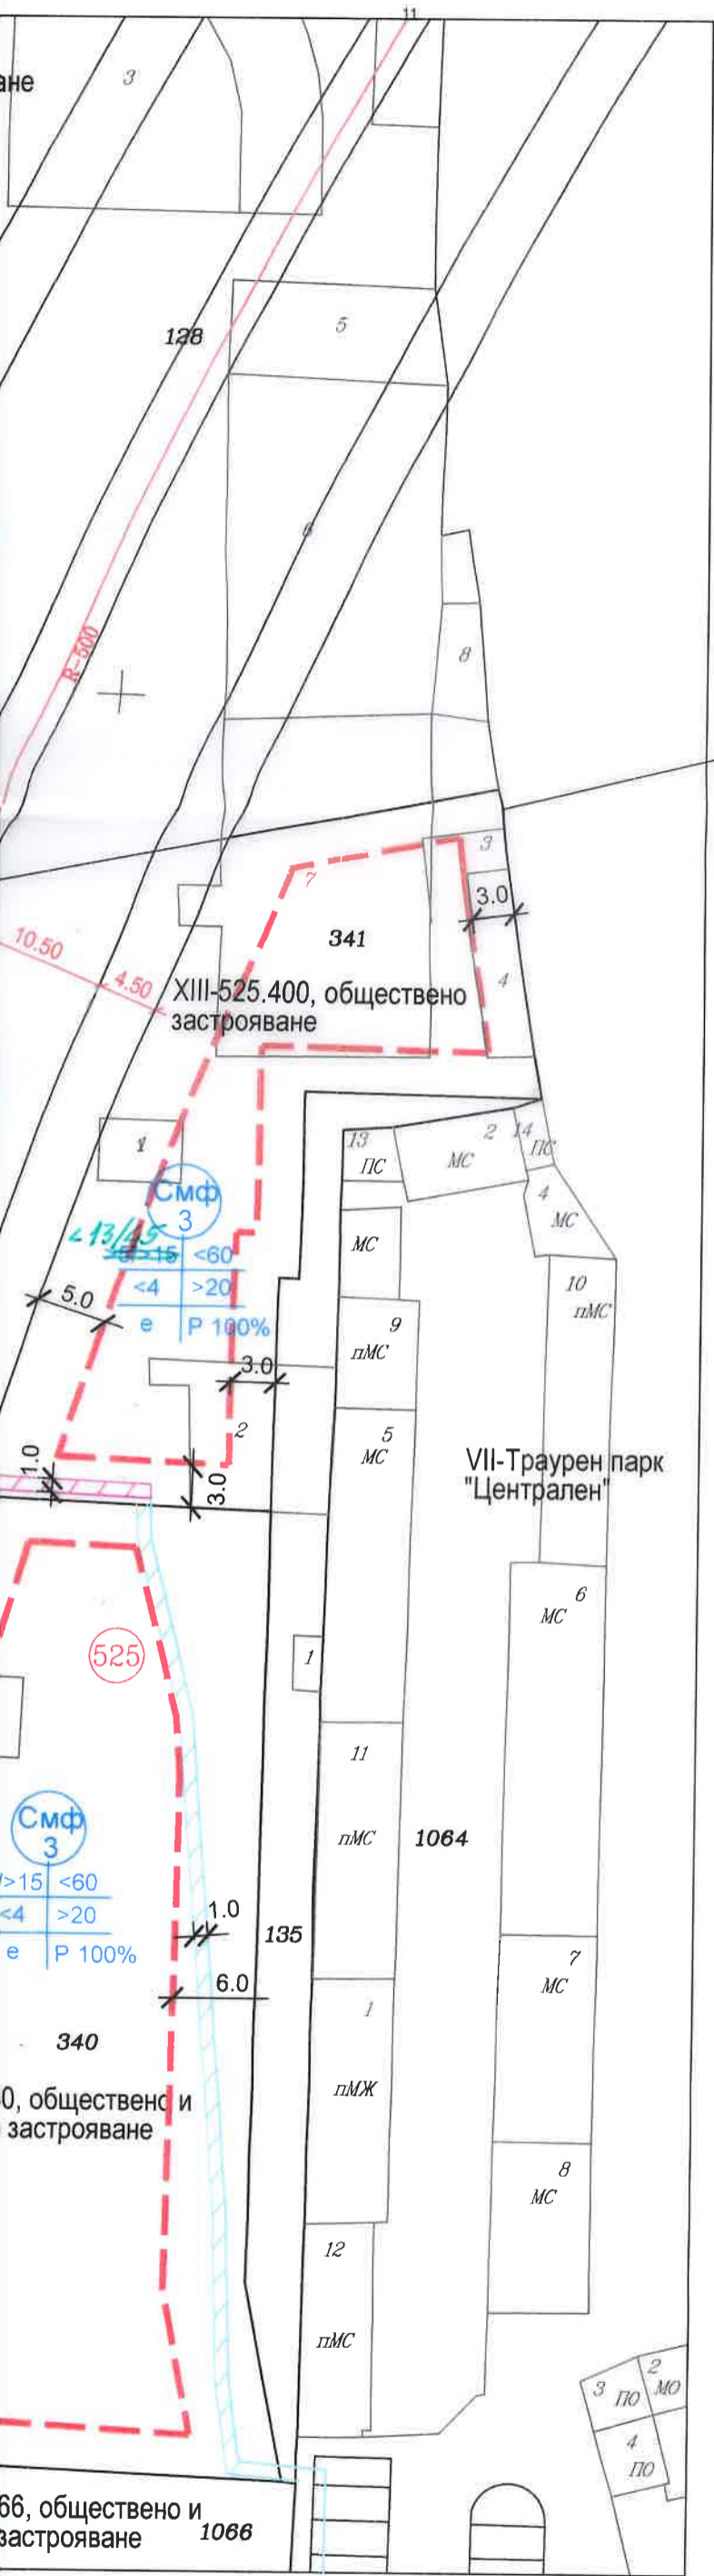 11
ане
3
128
5
6
R-500
8
3
7
3.0
341
10.50
4.50
4
XIII-525.400, обществено
застрояване
1
13
ПС
2
МС
14
ПС
4
МС
Смф
3
<13/15
<60
<4
>20
е
P 100%
МС
10
пМС
5.0
9
пМС
3.0
2
5
МС
1.0
3.0
VII-Траурен парк
"Централен"
6
МС
525
1
11
пМС
1064
Смф
3
>15
<60
<4
>20
е
P 100%
1.0
135
6.0
7
МС
1
пМЖ
340
0, обществено и
застрояване
8
МС
12
пМС
3
ПО
2
МО
4
ПО
66, обществено и
застрояване
1066